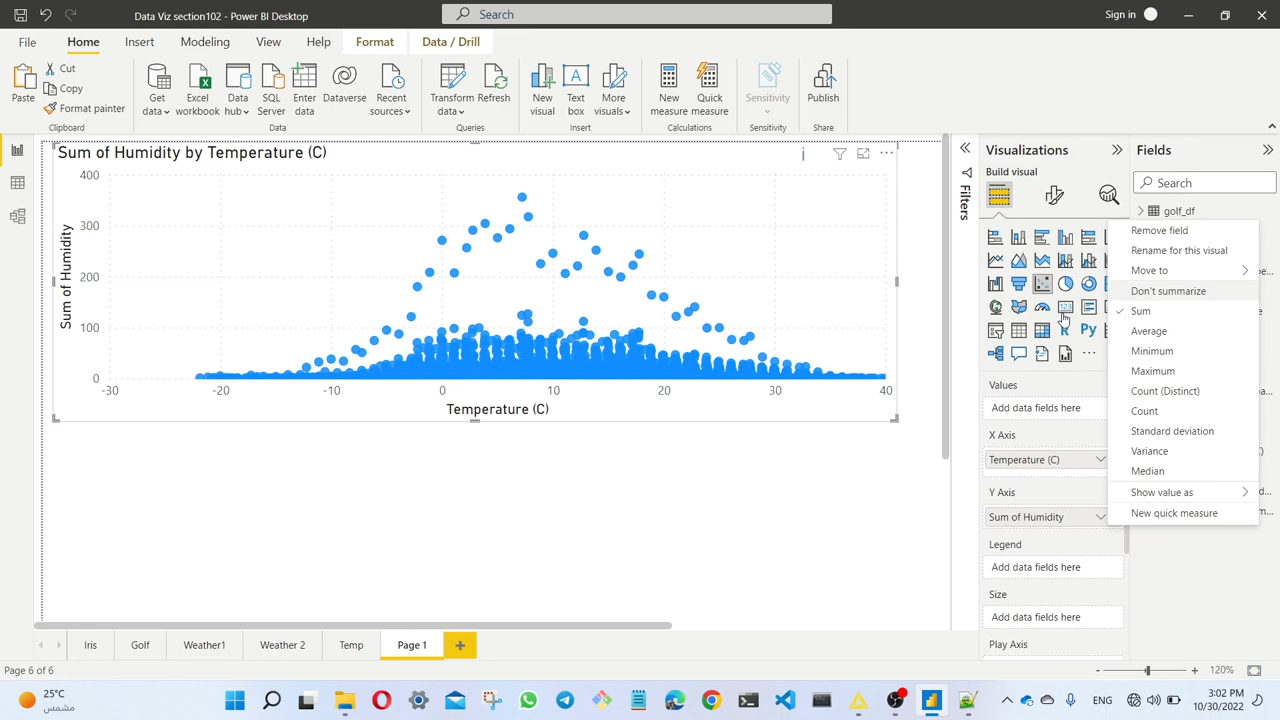 Data Viz section102 - Power BI Desktop
Search
Sign in
File
Home
Insert
Modeling
View
Help
Format
Data / Drill
Paste
Cut
Copy
Format painter
Clipboard
Get data
Excel workbook
Data hub
SQL Server
Enter data
Dataverse
Recent sources
Data
Transform data
Refresh
Queries
New visual
Text box
More visuals
Insert
New measure
Quick measure
Calculations
Sensitivity
Sensitivity
Publish
Share
Sum of Humidity by Temperature (C)
Sum of Humidity
400
300
200
100
0
-30
-20
-10
0
10
20
30
40
Temperature (C)
Filters
Visualizations
Build visual
R
Py
Values
Add data fields here
X Axis
Temperature (C)
Y Axis
Sum of Humidity
Legend
Add data fields here
Size
Add data fields here
Play Axis
Fields
Search
golf_df
Remove field
Rename for this visual
Move to
Don't summarize
Sum
Average
Minimum
Maximum
Count (Distinct)
Count
Standard deviation
Variance
Median
Show value as
New quick measure
Iris
Golf
Weather1
Weather 2
Temp
Page 1
Page 6 of 6
120%
25°C
مشمس
ENG
3:02 PM
10/30/2022